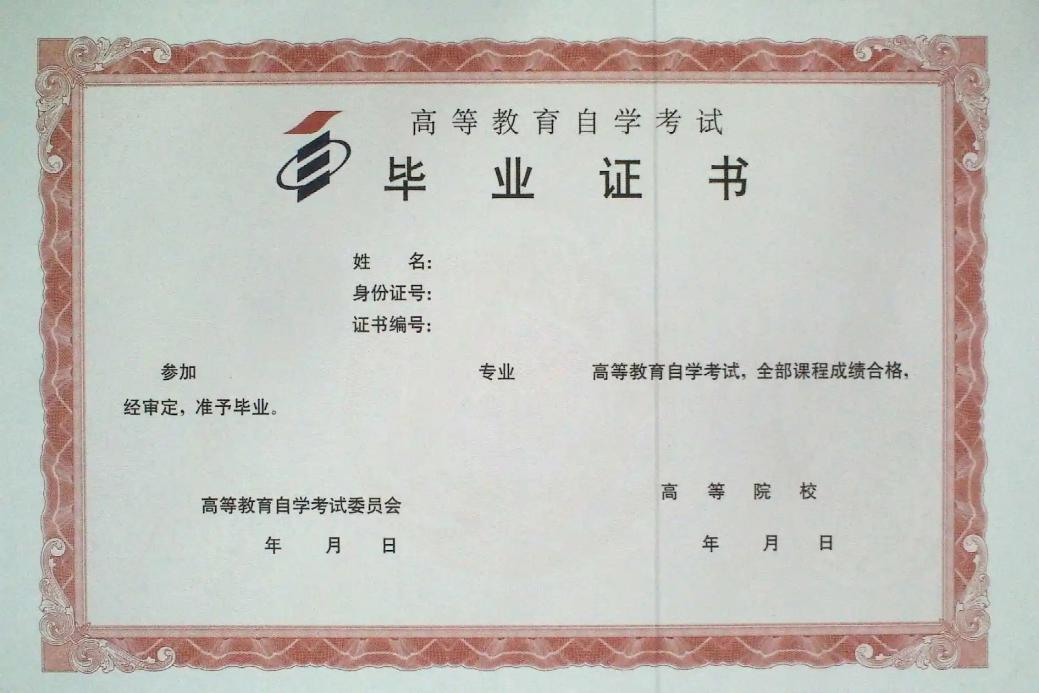 高等教育自学考试
毕业证书
姓 名：
身份证号：
证书编号：
参加 专业 高等教育自学考试，全部课程成绩合格，
经审定，准予毕业。
高等教育自学考试委员会
高等院校
年 月 日
年 月 日